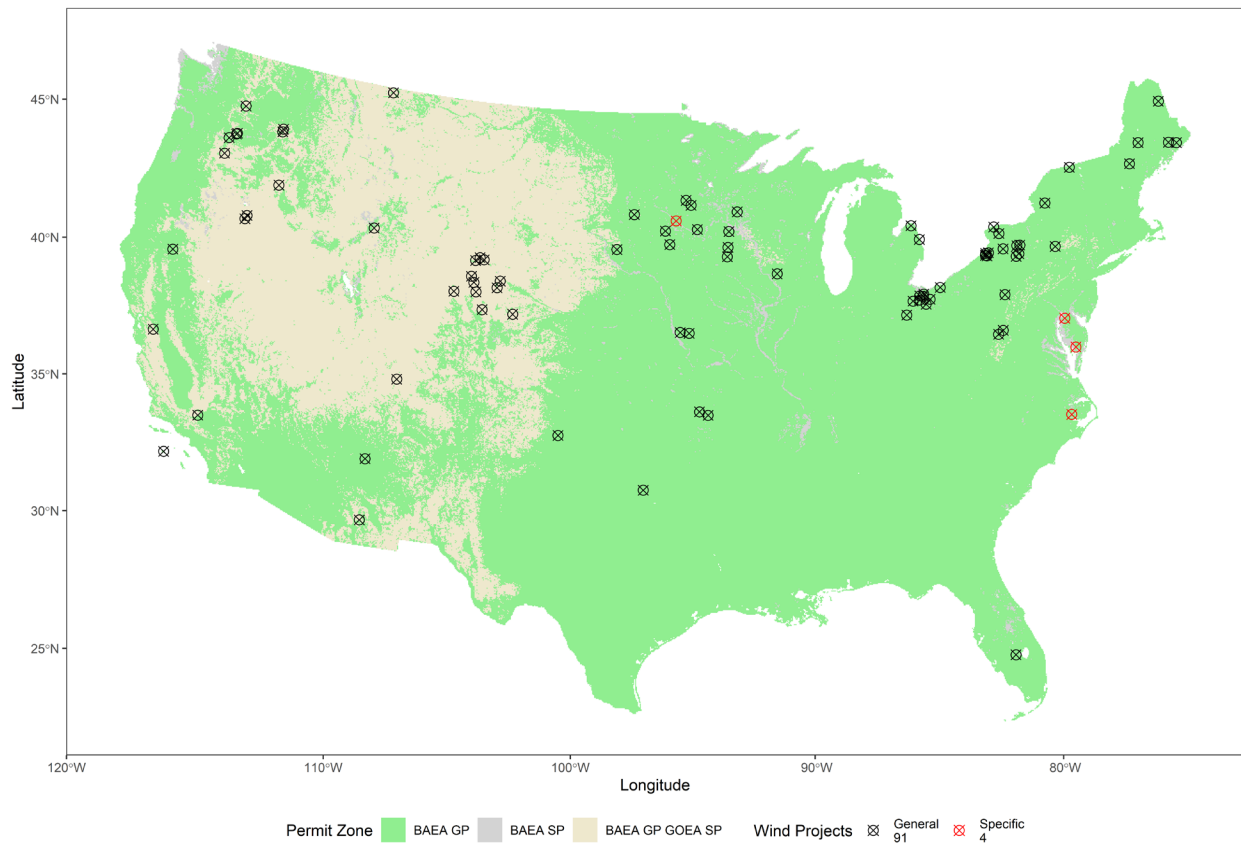 45°N
40°N
35°N
30°N
25°N
Latitude
120°W
110°W
100°W
90°W
80°W
Longitude
Permit Zone
BAEA GP
BAEA SP
BAEA GP GOEA SP
Wind Projects
General
91
Specific
4